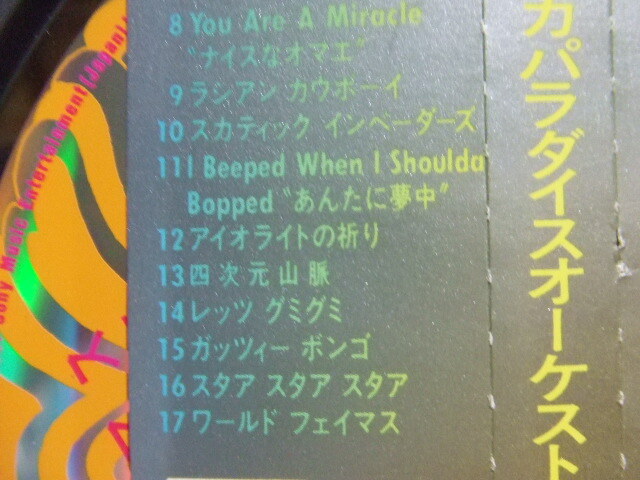 8 You Are A Miracle
"ナイスなオマエ"
9 ラシアン カウボーイ
10 スカティック インベーダーズ
11 I Beeped When I Shoulda
Bopped "あんたに夢中"
12 アイオライトの祈り
13 四次元山脈
14 レッツ グミグミ
15 ガッツィー ボンゴ
16 スタア スタア スタア
17 ワールド フェイマス
カパラダイスオーケスト
Sony Music Entertainment (Japan)